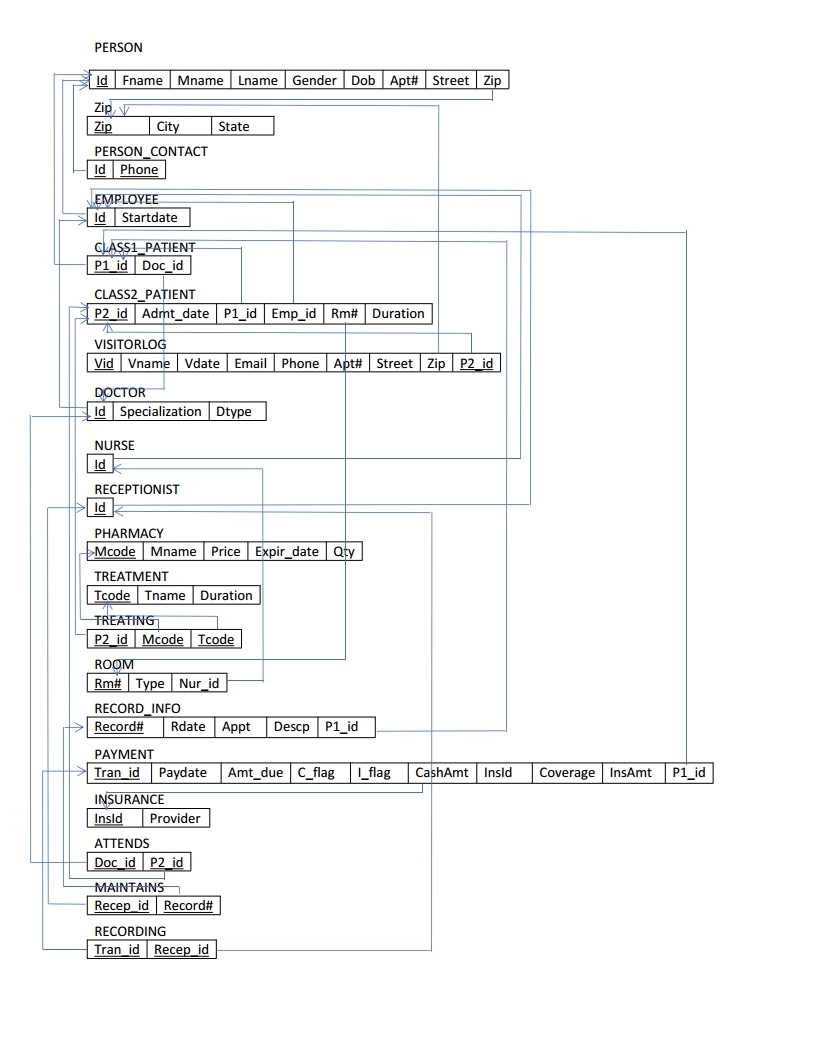 PERSON
Id Fname Mname Lname Gender Dob Apt# Street Zip
Zip
Zip City State
PERSON_CONTACT
Id Phone
EMPLOYEE
Id Startdate
CLASS1_PATIENT
P1_id Doc_id
CLASS2_PATIENT
P2_id Admt_date P1_id Emp_id Rm# Duration
VISITORLOG
Vid Vname Vdate Email Phone Apt# Street Zip P2_id
DOCTOR
Id Specialization Dtype
NURSE
Id
RECEPTIONIST
Id
PHARMACY
Mcode Mname Price Expir_date Qty
TREATMENT
Tcode Tname Duration
TREATING
P2_id Mcode Tcode
ROOM
Rm# Type Nur_id
RECORD_INFO
Record# Rdate Appt Descp P1_id
PAYMENT
Tran_id Paydate Amt_due C_flag I_flag CashAmt InsId Coverage InsAmt P1_id
INSURANCE
InsId Provider
ATTENDS
Doc_id P2_id
MAINTAINS
Recep_id Record#
RECORDING
Tran_id Recep_id